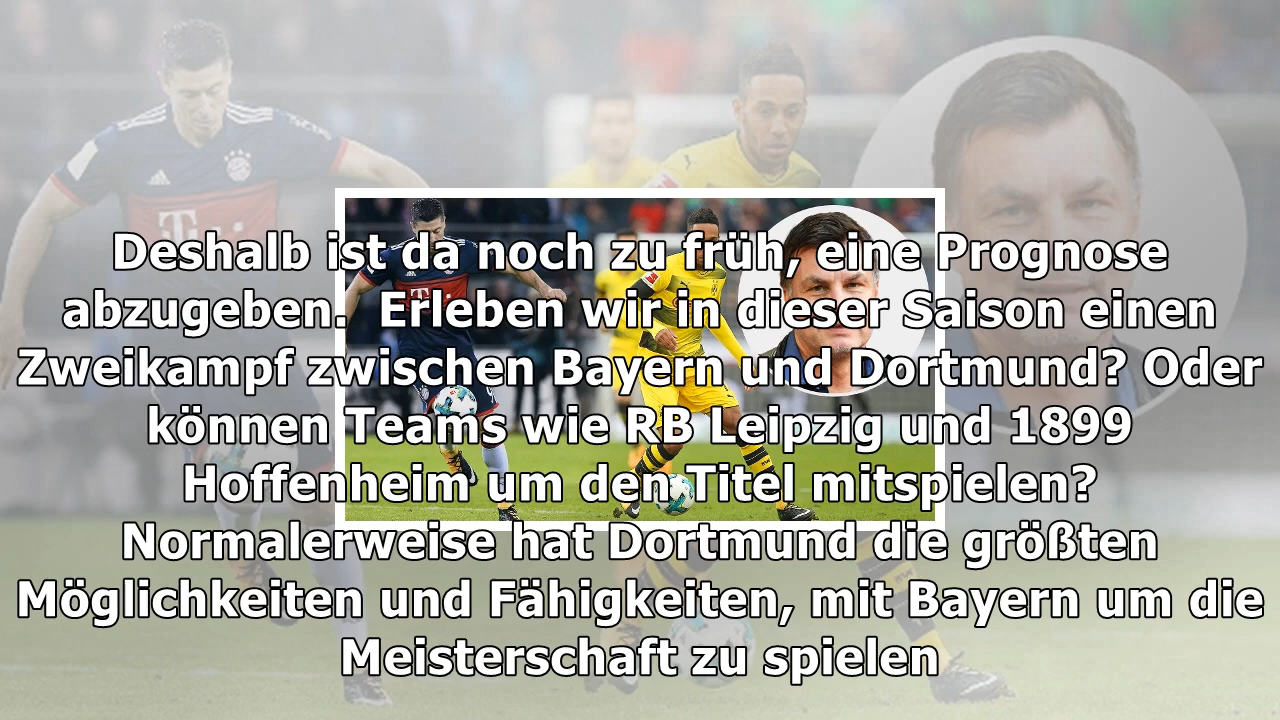 Deshalb ist da noch zu früh, eine Prognose
abzugeben.  Erleben wir in dieser Saison einen
Zweikampf zwischen Bayern und Dortmund? Oder
können Teams wie RB Leipzig und 1899
Hoffenheim um den Titel mitspielen?
Normalerweise hat Dortmund die größten
Möglichkeiten und Fähigkeiten, mit Bayern um die
Meisterschaft zu spielen